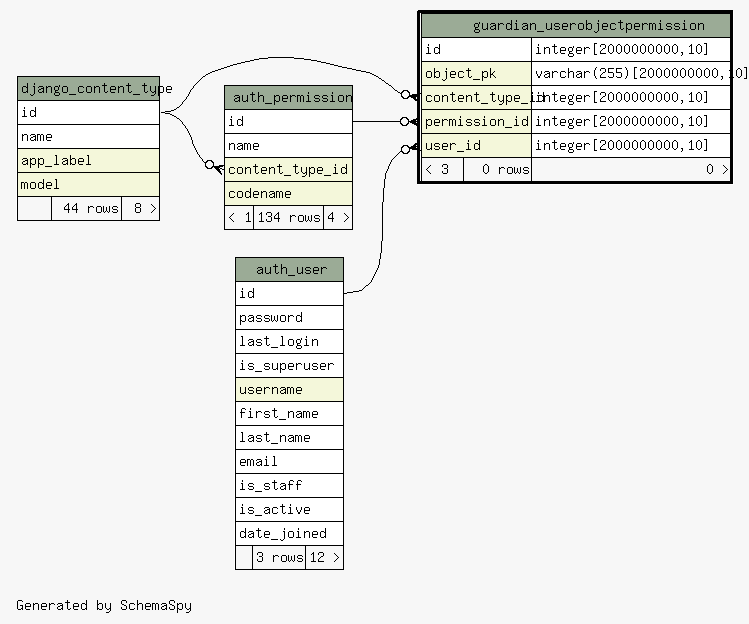 guardian_userobjectpermission
id integer[2000000000,10]
object_pk varchar(255)[2000000000,10]
content_type_id integer[2000000000,10]
permission_id integer[2000000000,10]
user_id integer[2000000000,10]
< 3 0 rows 0 >
django_content_type
id
name
app_label
model
44 rows 8 >
auth_permission
id
name
content_type_id
codename
< 1 134 rows 4 >
auth_user
id
password
last_login
is_superuser
username
first_name
last_name
email
is_staff
is_active
date_joined
3 rows 12 >
Generated by SchemaSpy